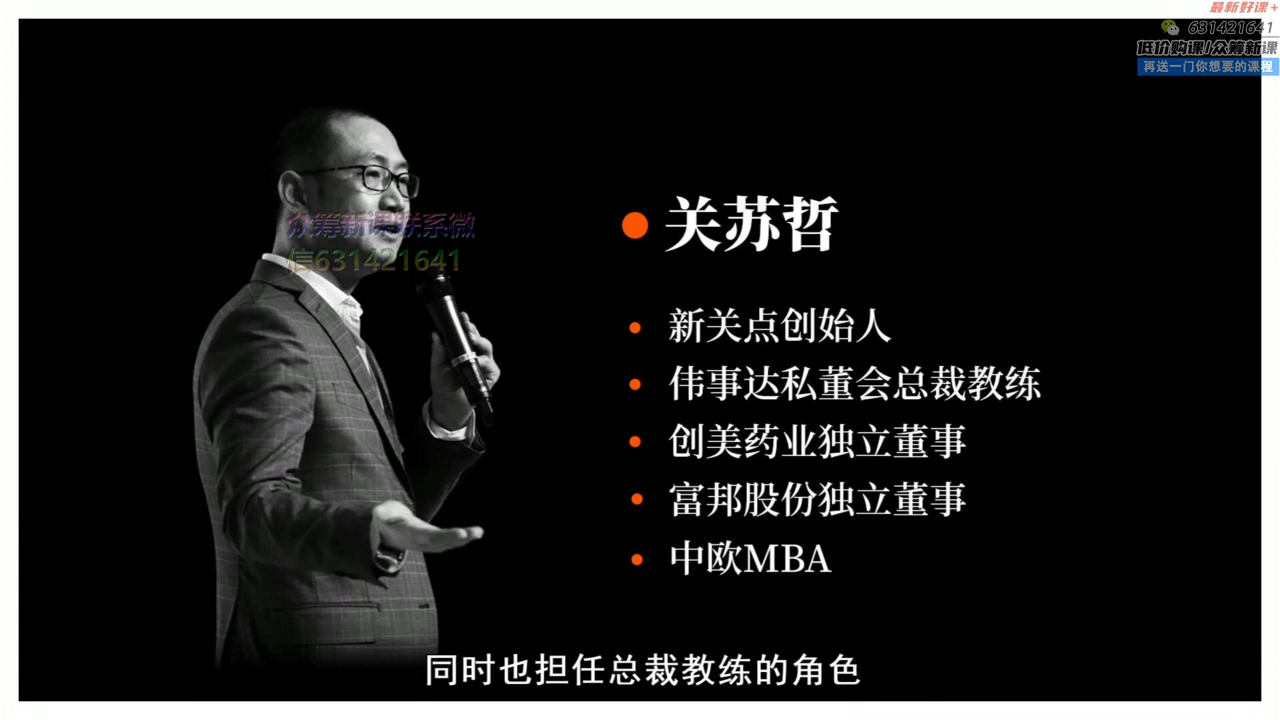 最新好课+
631421641
低价购课/众筹新课
再送一门你想要的课程
众筹新课联系微
信631421641
关苏哲
新关点创始人
伟事达私董会总裁教练
创美药业独立董事
富邦股份独立董事
中欧MBA
同时也担任总裁教练的角色